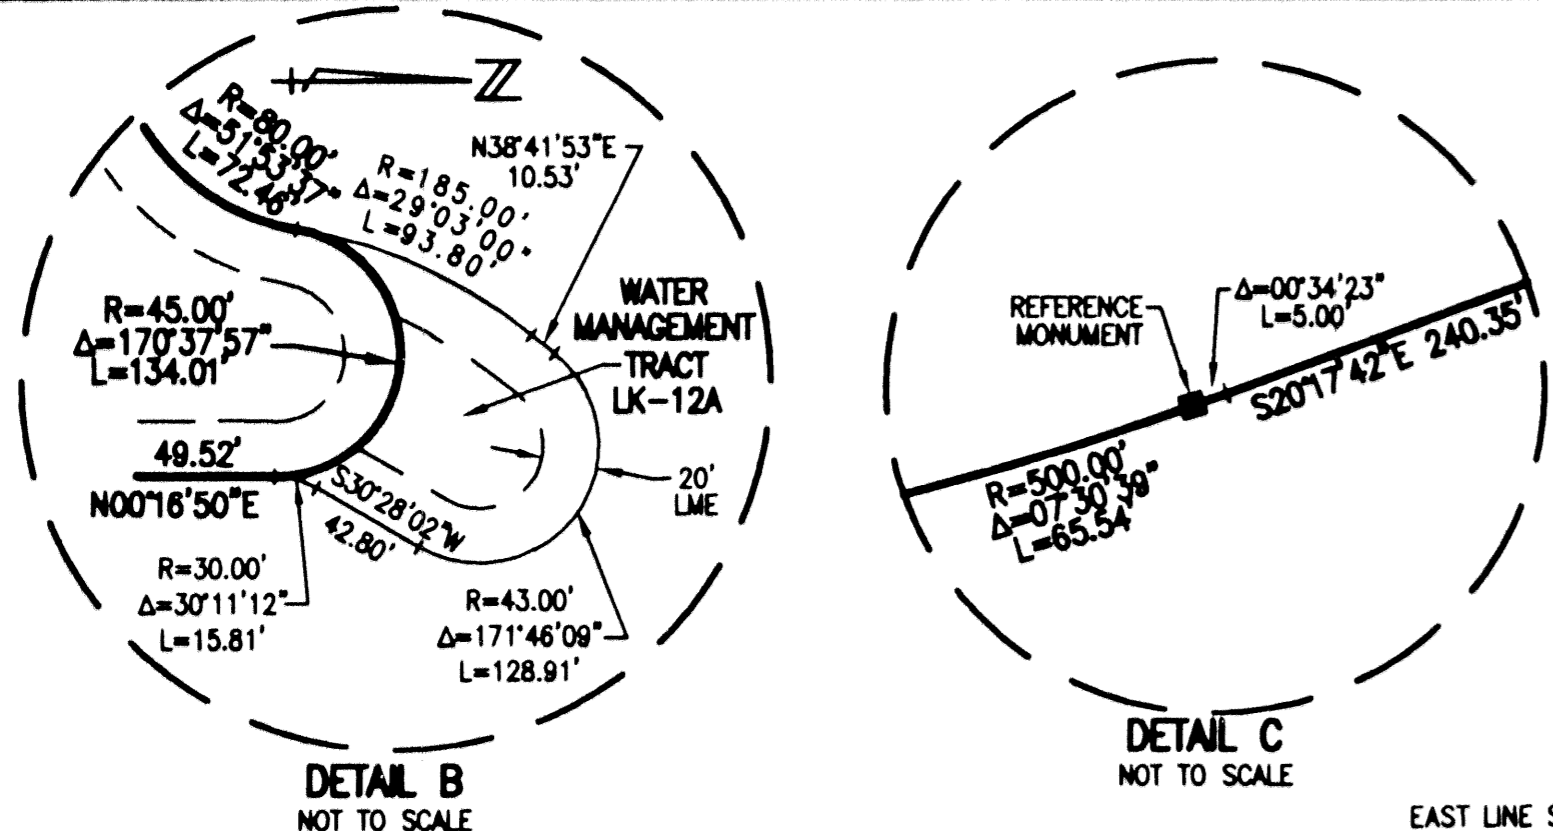 Z
R=80.00'
Δ=51°53'37"
L=72.46'
R=185.00'
Δ=29°03'00"
L=93.80'
N38°41'53"E
10.53'
R=45.00'
Δ=170°37'57"
L=134.01'
WATER
MANAGEMENT
TRACT
LK-12A
49.52'
N00°16'50"E
S30°28'02"W
42.80'
20'
LME
R=30.00'
Δ=30°11'12"
L=15.81'
R=43.00'
Δ=171°46'09"
L=128.91'
DETAIL B
NOT TO SCALE
REFERENCE
MONUMENT
Δ=00°34'23"
L=5.00'
S20°17'42"E 240.35'
R=500.00'
Δ=07°30'39"
L=65.54'
DETAIL C
NOT TO SCALE
EAST LINE S